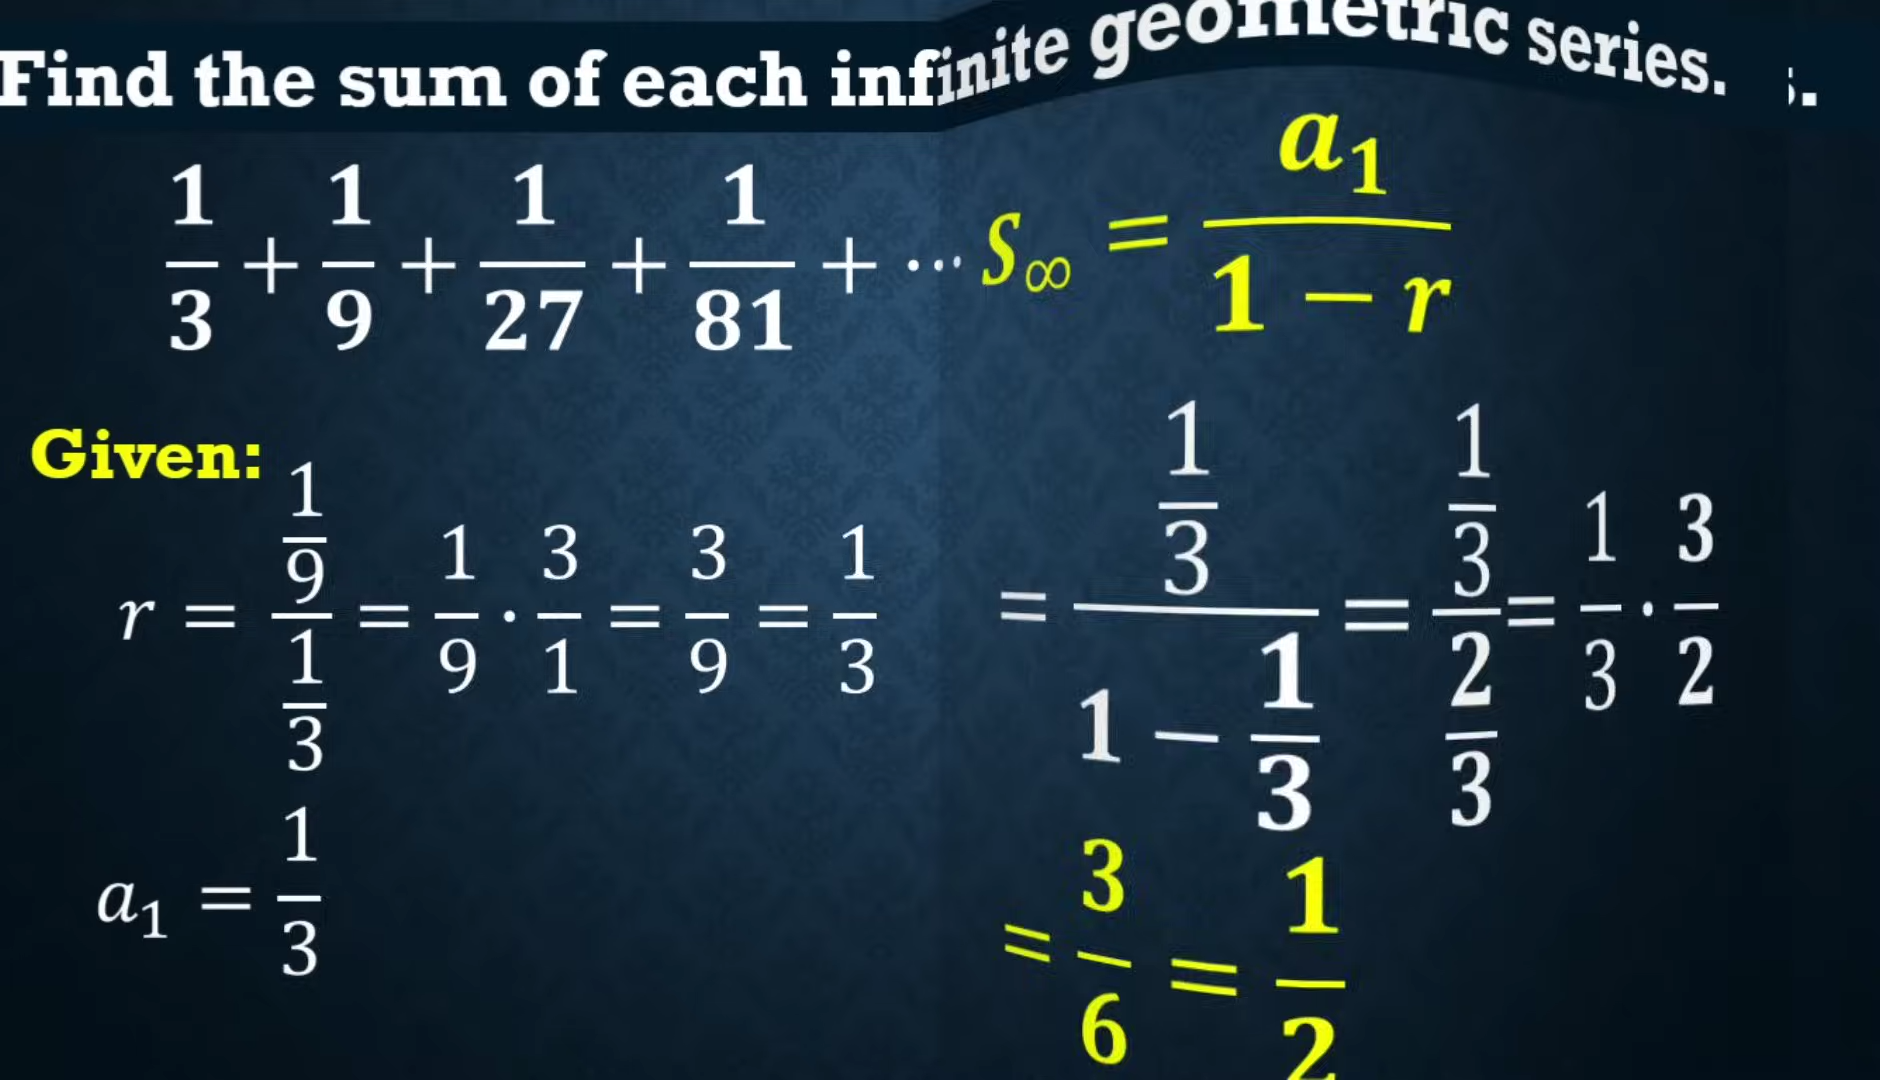 Find the sum of each infinite geometric series. s.
1/3 + 1/9 + 1/27 + 1/81 + ⋯
S∞ = a₁/(1 − r)
Given:
r = (1/9)/(1/3) = 1/9 · 3/1 = 3/9 = 1/3
a₁ = 1/3
= (1/3)/(1 − 1/3) = (1/3)/(2/3) = 1/3 · 3/2
= 3/6 = 1/2